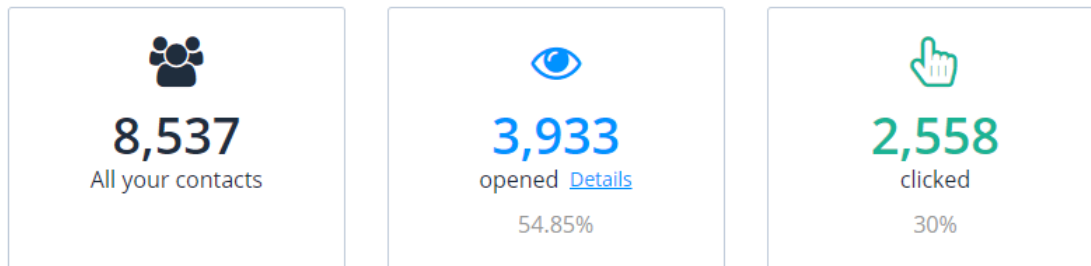 8,537
All your contacts
3,933
opened Details
54.85%
2,558
clicked
30%